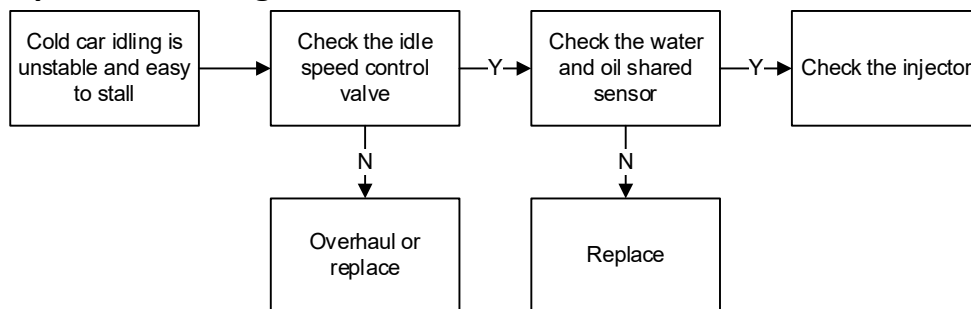 Cold car idling is
unstable and easy
to stall
Check the idle
speed control
valve
Y
Check the water
and oil shared
sensor
Y
Check the injector
N
N
Overhaul or
replace
Replace